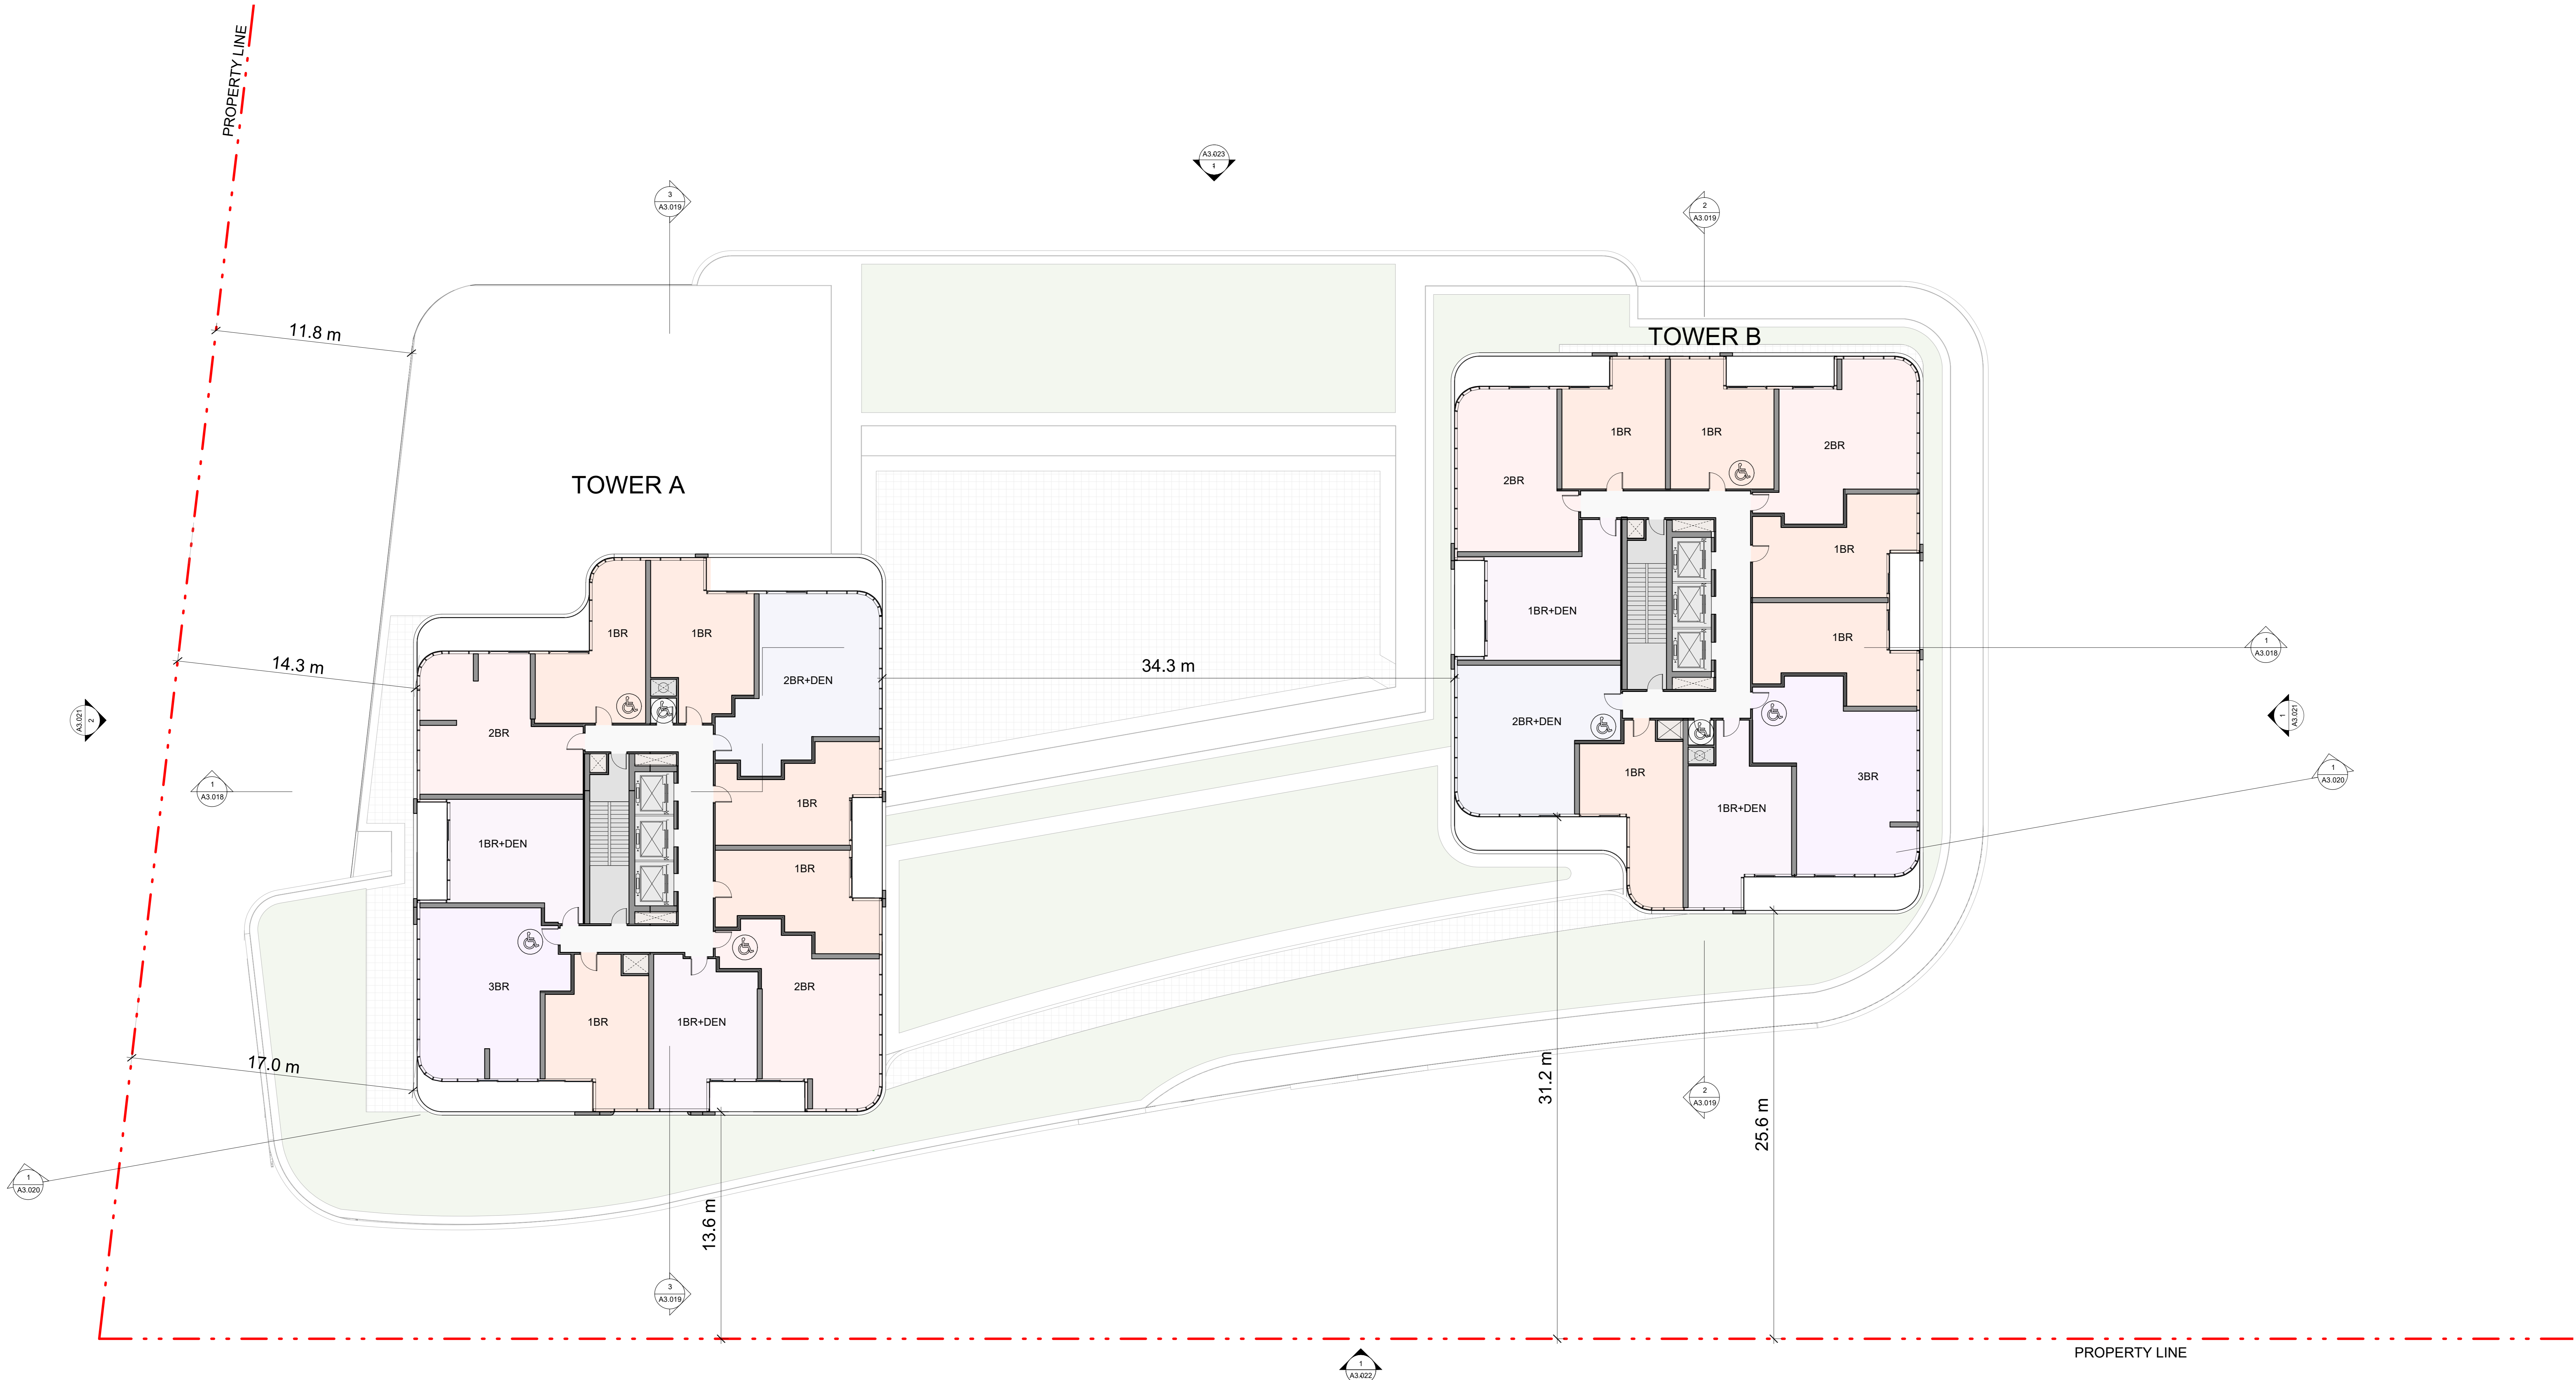 PROPERTY LINE
A3.023
1
3
A3.019
2
A3.019
11.8 m
TOWER B
1BR
1BR
2BR
2BR
TOWER A
1BR
1BR+DEN
1BR
1BR
1BR
2BR+DEN
1
A3.018
14.3 m
34.3 m
A3.021
2
1
A3.021
2BR
2BR+DEN
1BR
3BR
1
A3.020
1
A3.018
1BR
1BR+DEN
1BR+DEN
1BR
3BR
2BR
1BR
1BR+DEN
17.0 m
31.2 m
2
A3.019
25.6 m
1
A3.020
13.6 m
3
A3.019
PROPERTY LINE
1
A3.022